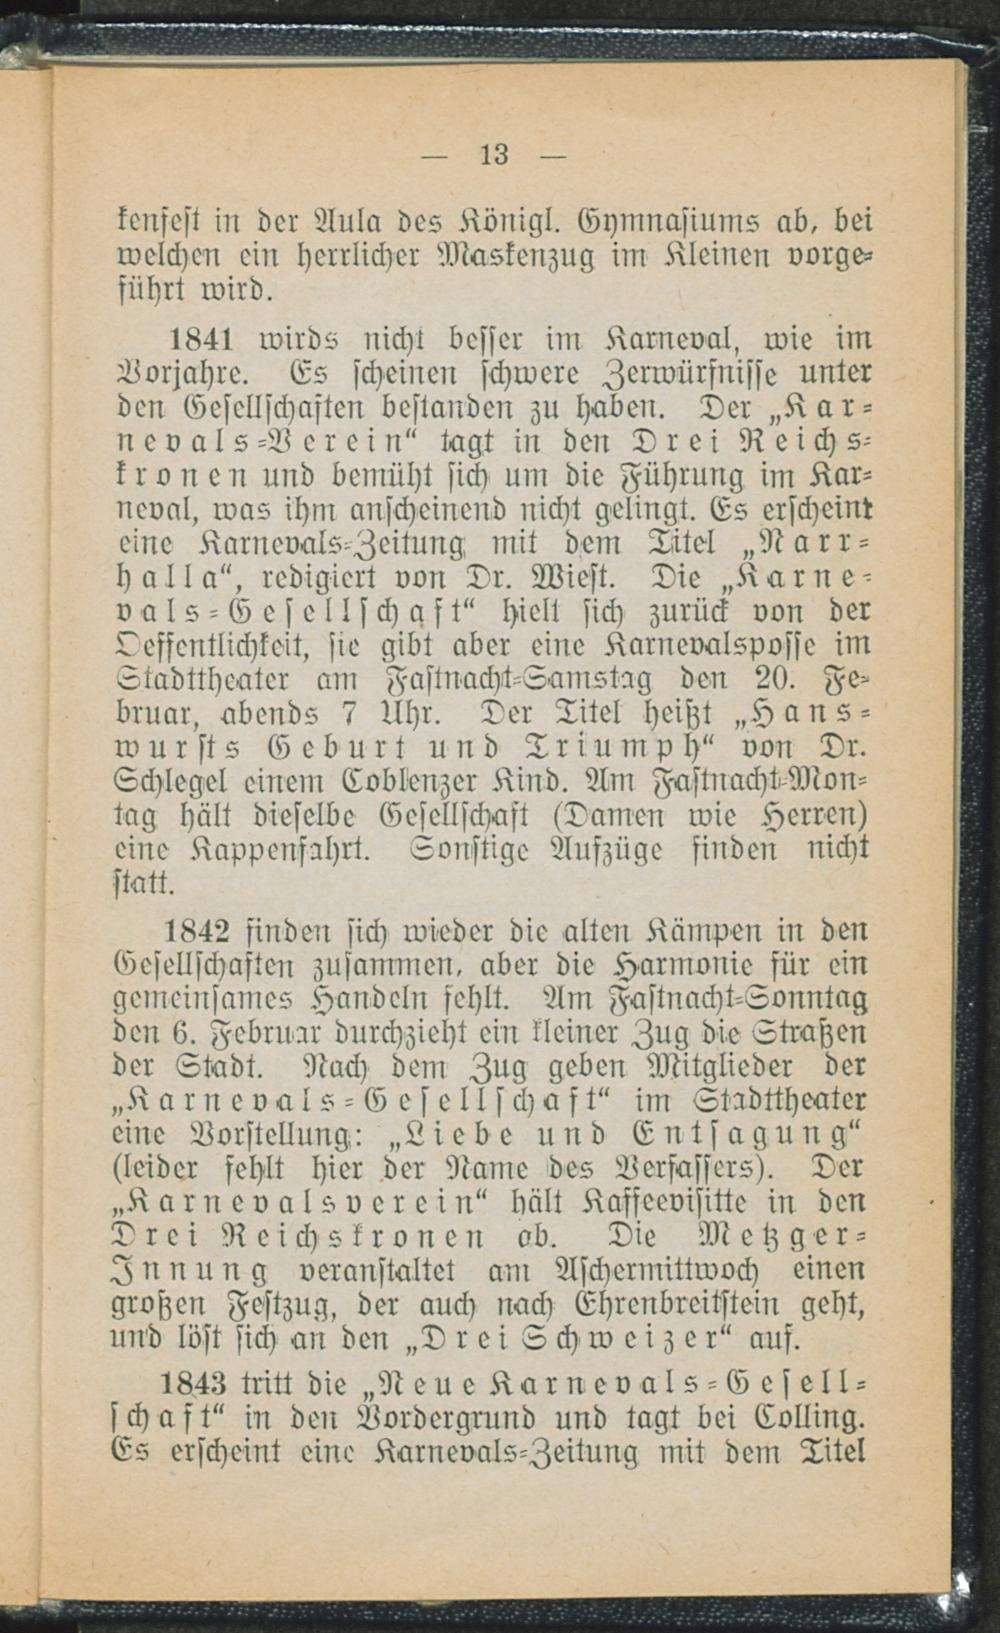 — 13 —
kenfest in der Aula des Königl. Gymnasiums ab, bei
welchen ein herrlicher Maskenzug im Kleinen vorge-
führt wird.
1841 wirds nicht besser im Karneval, wie im
Vorjahre. Es scheinen schwere Zerwürfnisse unter
den Gesellschaften bestanden zu haben. Der „Kar-
nevals-Verein“ tagt in den Drei Reichs-
kronen und bemüht sich um die Führung im Kar-
neval, was ihm anscheinend nicht gelingt. Es erscheint
eine Karnevals-Zeitung mit dem Titel „Narr-
halla“, redigiert von Dr. Wiest. Die „Karne-
vals-Gesellschaft“ hielt sich zurück von der
Oeffentlichkeit, sie gibt aber eine Karnevalsposse im
Stadttheater am Fastnacht-Samstag den 20. Fe-
bruar, abends 7 Uhr. Der Titel heißt „Hans-
wursts Geburt und Triumph“ von Dr.
Schlegel einem Coblenzer Kind. Am Fastnacht-Mon-
tag hält dieselbe Gesellschaft (Damen wie Herren)
eine Kappenfahrt. Sonstige Aufzüge finden nicht
statt.
1842 finden sich wieder die alten Kämpen in den
Gesellschaften zusammen, aber die Harmonie für ein
gemeinsames Handeln fehlt. Am Fastnacht-Sonntag
den 6. Februar durchzieht ein kleiner Zug die Straßen
der Stadt. Nach dem Zug geben Mitglieder der
„Karnevals-Gesellschaft“ im Stadttheater
eine Vorstellung: „Liebe und Entsagung“
(leider fehlt hier der Name des Verfassers). Der
„Karnevalsverein“ hält Kaffeevisitte in den
Drei Reichskronen ab. Die Metzger-
Innung veranstaltet am Aschermittwoch einen
großen Festzug, der auch nach Ehrenbreitstein geht,
und löst sich an den „Drei Schweizer“ auf.
1843 tritt die „Neue Karnevals-Gesell-
schaft“ in den Vordergrund und tagt bei Colling.
Es erscheint eine Karnevals-Zeitung mit dem Titel